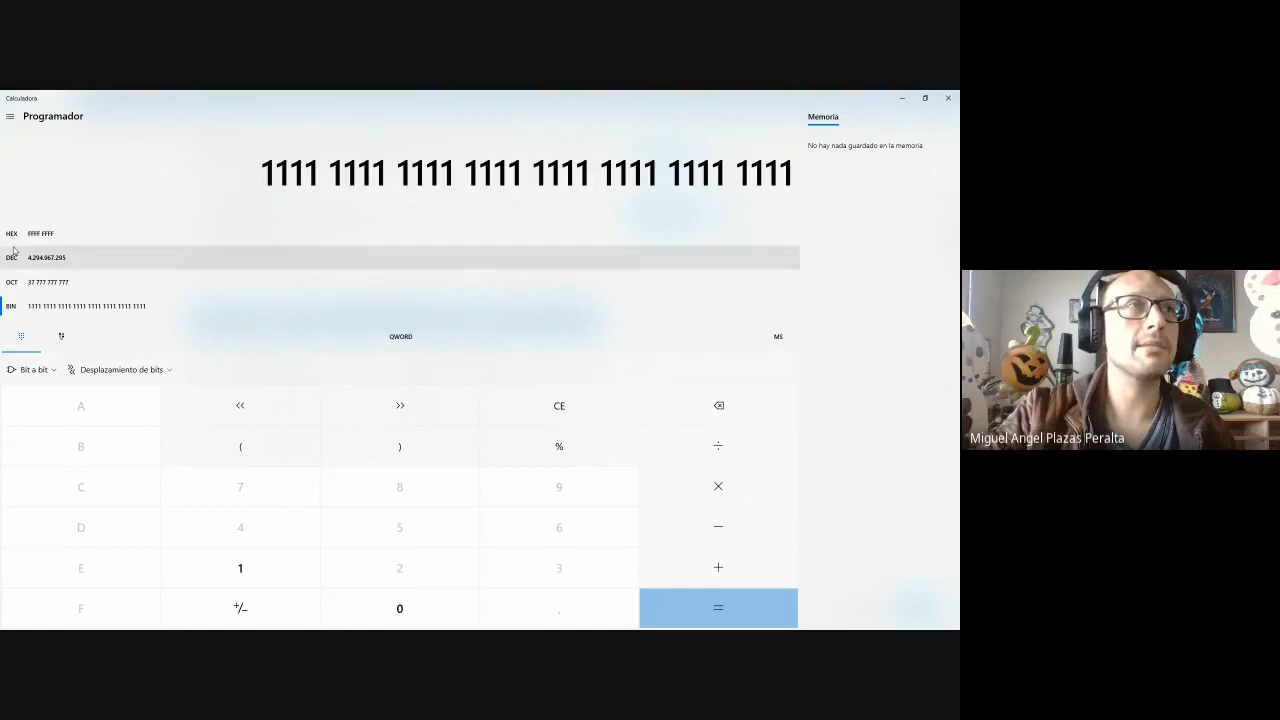 Calculadora
Programador
Memoria
No hay nada guardado en la memoria
1111 1111 1111 1111 1111 1111 1111 1111
HEX FFFF FFFF
DEC 4.294.967.295
OCT 37 777 777 777
BIN 1111 1111 1111 1111 1111 1111 1111 1111
QWORD MS
Bit a bit Desplazamiento de bits
A << >> CE
B ( ) % ÷
C 7 8 9 ×
D 4 5 6 −
E 1 2 3 +
F +/− 0 , =
Miguel Angel Plazas Peralta